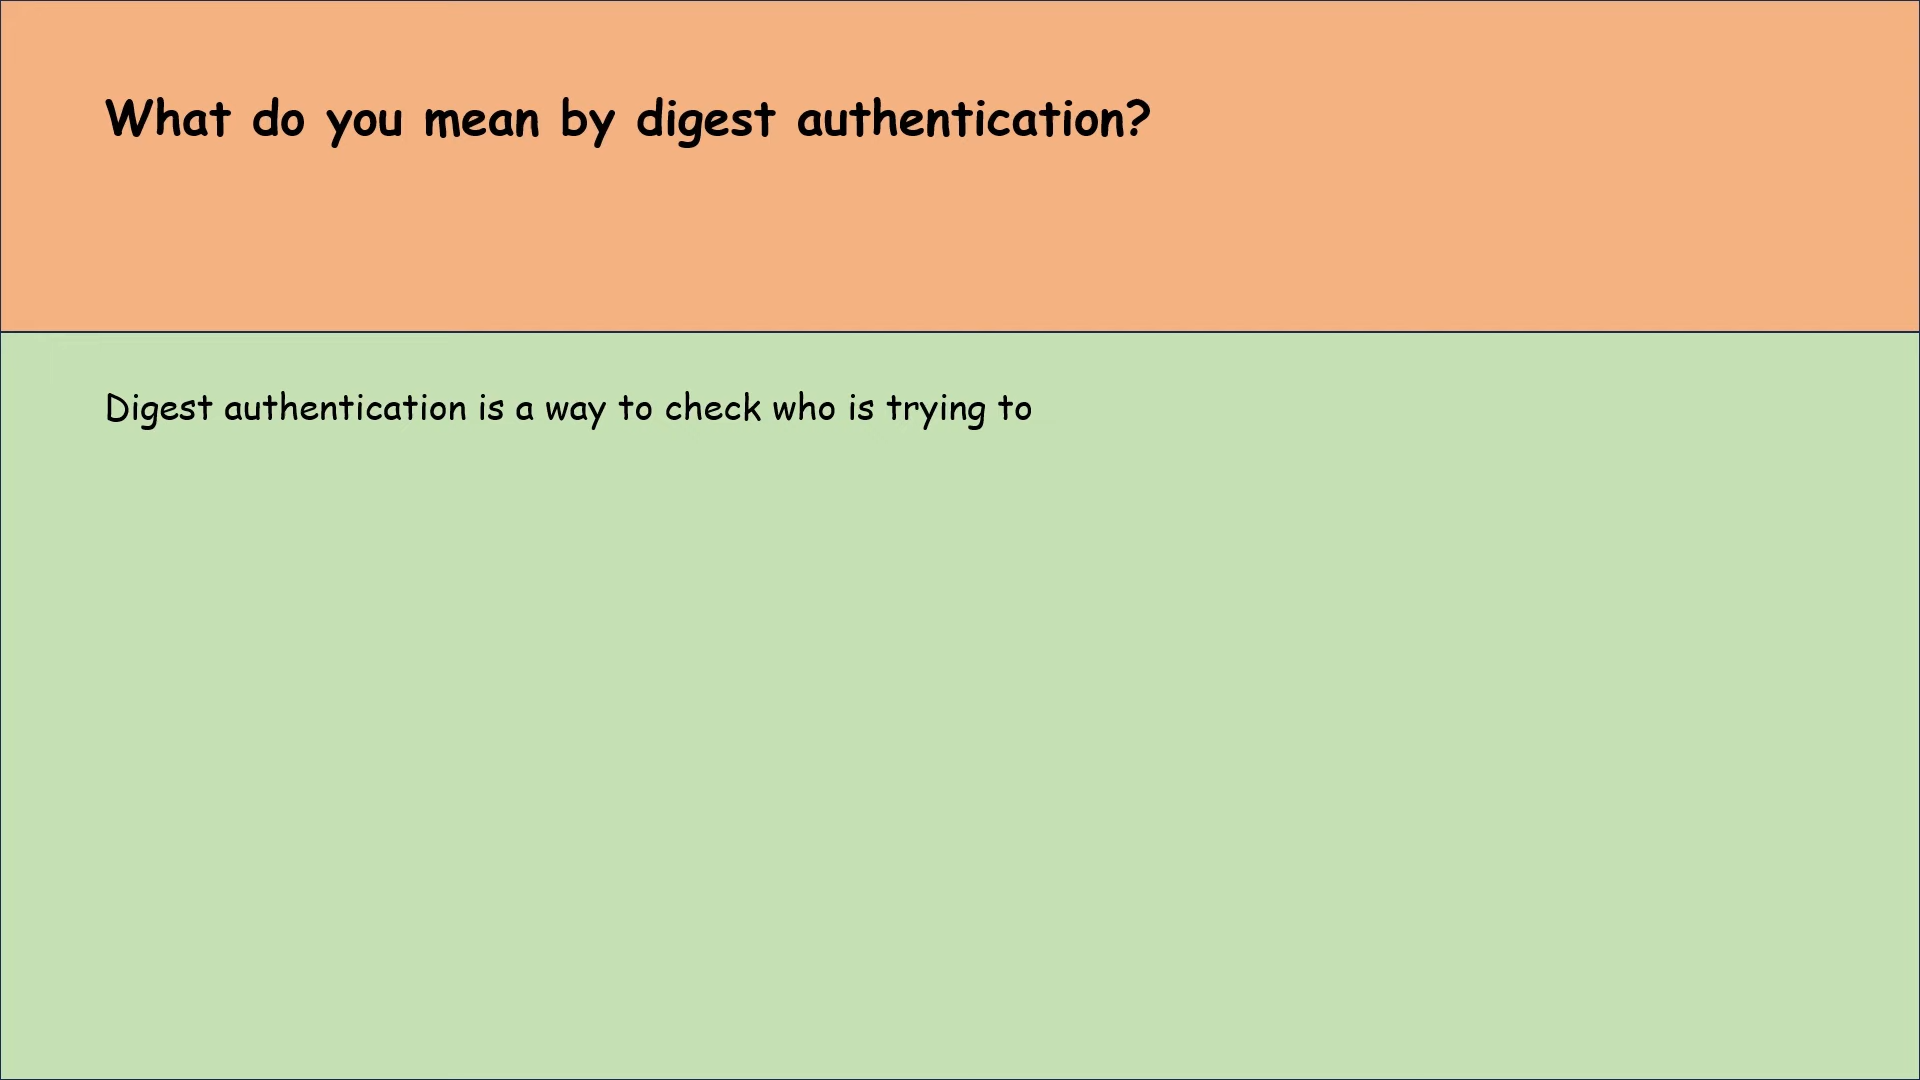 What do you mean by digest authentication?
Digest authentication is a way to check who is trying to